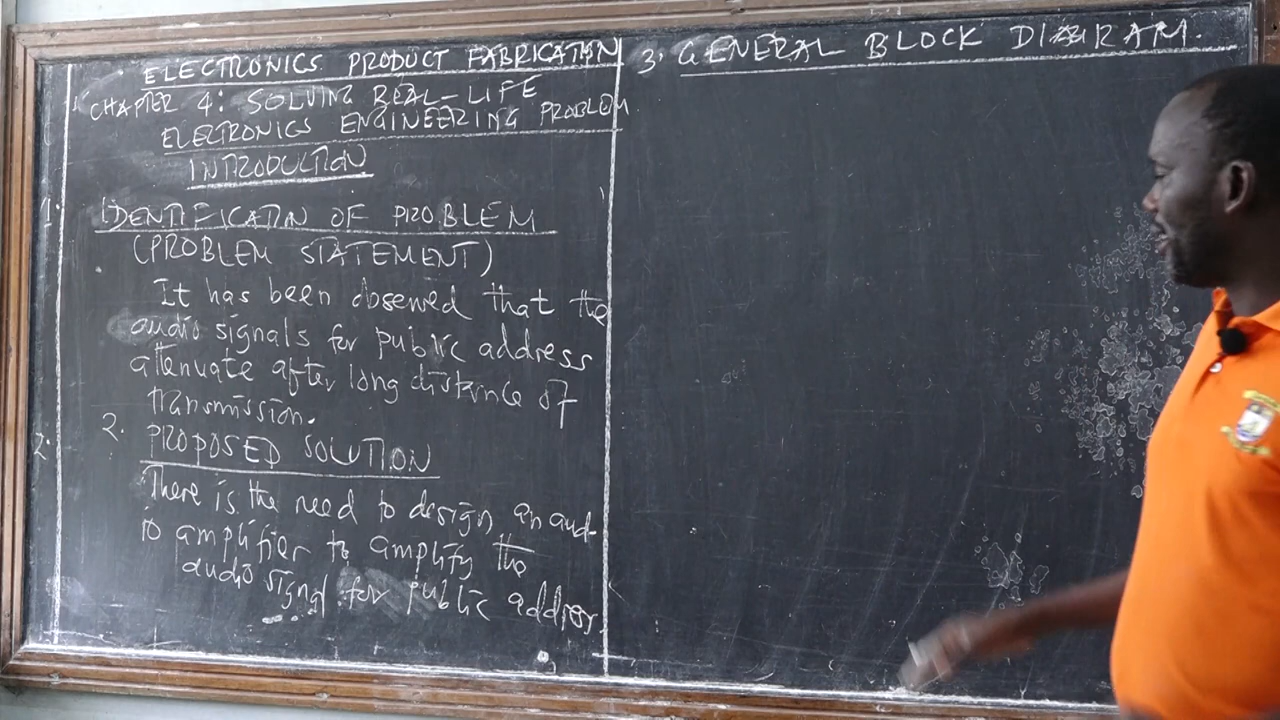 ELECTRONICS PRODUCT FABRICATION
CHAPTER 4: SOLVING REAL-LIFE
ELECTRONICS ENGINEERING PROBLEM
INTRODUCTION
1. IDENTIFICATION OF PROBLEM
(PROBLEM STATEMENT)
It has been observed that the
audio signals for public address
attenuate after long distance of
transmission.
2. 2. PROPOSED SOLUTION
There is the need to design an aud-
io amplifier to amplify the
audio signal for public address.
3. GENERAL BLOCK DIAGRAM.